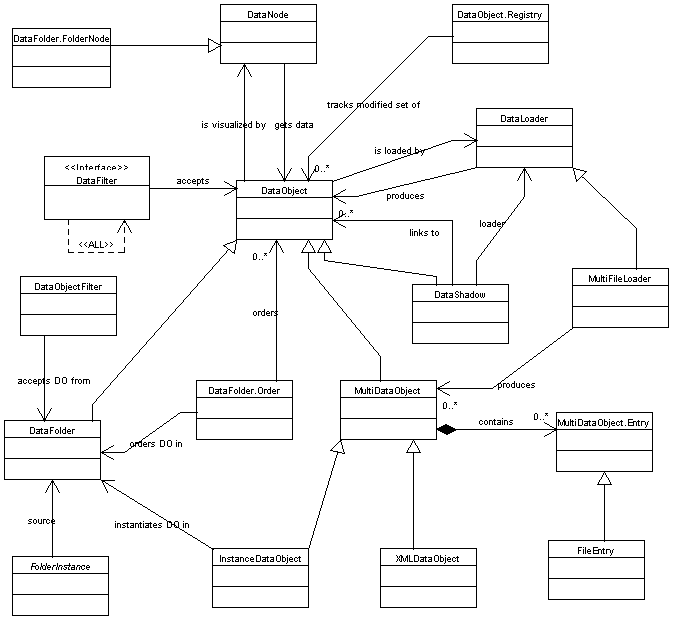 DataNode
DataObject.Registry
DataFolder.FolderNode
tracks modified set of
DataLoader
is visualized by
gets data
is loaded by
<<Interface>>
DataFilter
accepts
0..*
DataObject
produces
0..*
loader
links to
<<ALL>>
0..*
MultiFileLoader
DataObjectFilter
DataShadow
orders
accepts DO from
DataFolder.Order
MultiDataObject
produces
0..*
0..*
DataFolder
orders DO in
contains
MultiDataObject.Entry
source
instantiates DO in
FolderInstance
InstanceDataObject
XMLDataObject
FileEntry